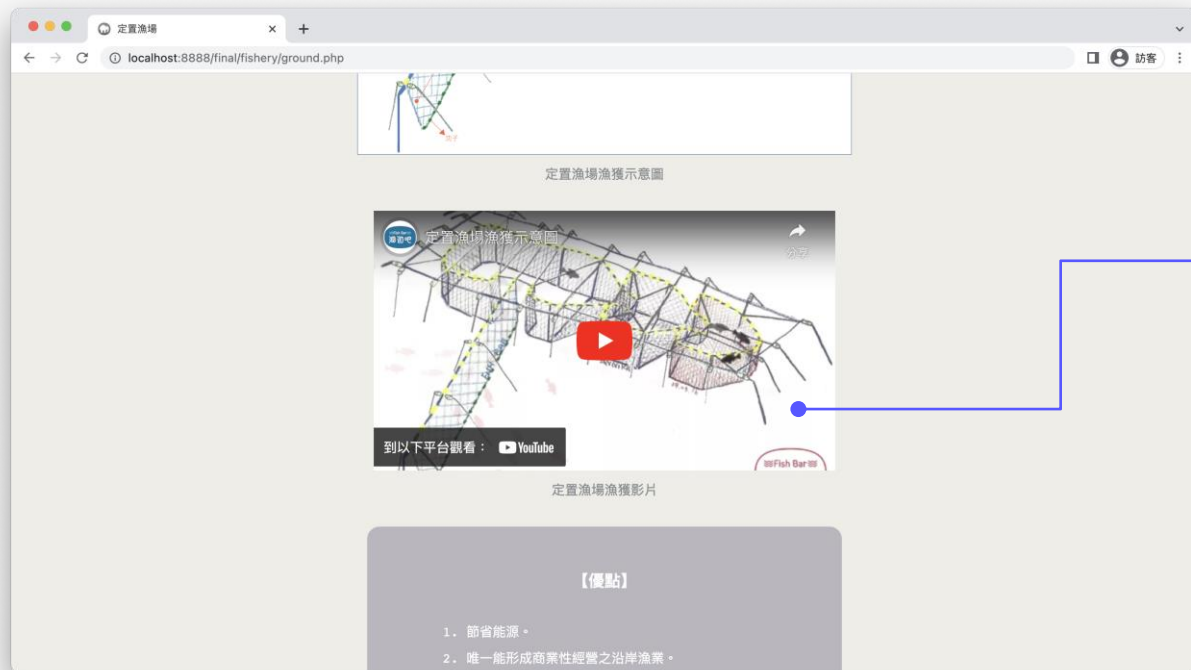 定置漁場
localhost:8888/final/fishery/ground.php
訪客
定置漁場漁獲示意圖
定置漁場漁獲示意圖
分享
到以下平台觀看： YouTube
Fish Bar
定置漁場漁獲影片
【優點】
1. 節省能源。
2. 唯一能形成商業性經營之沿岸漁業。